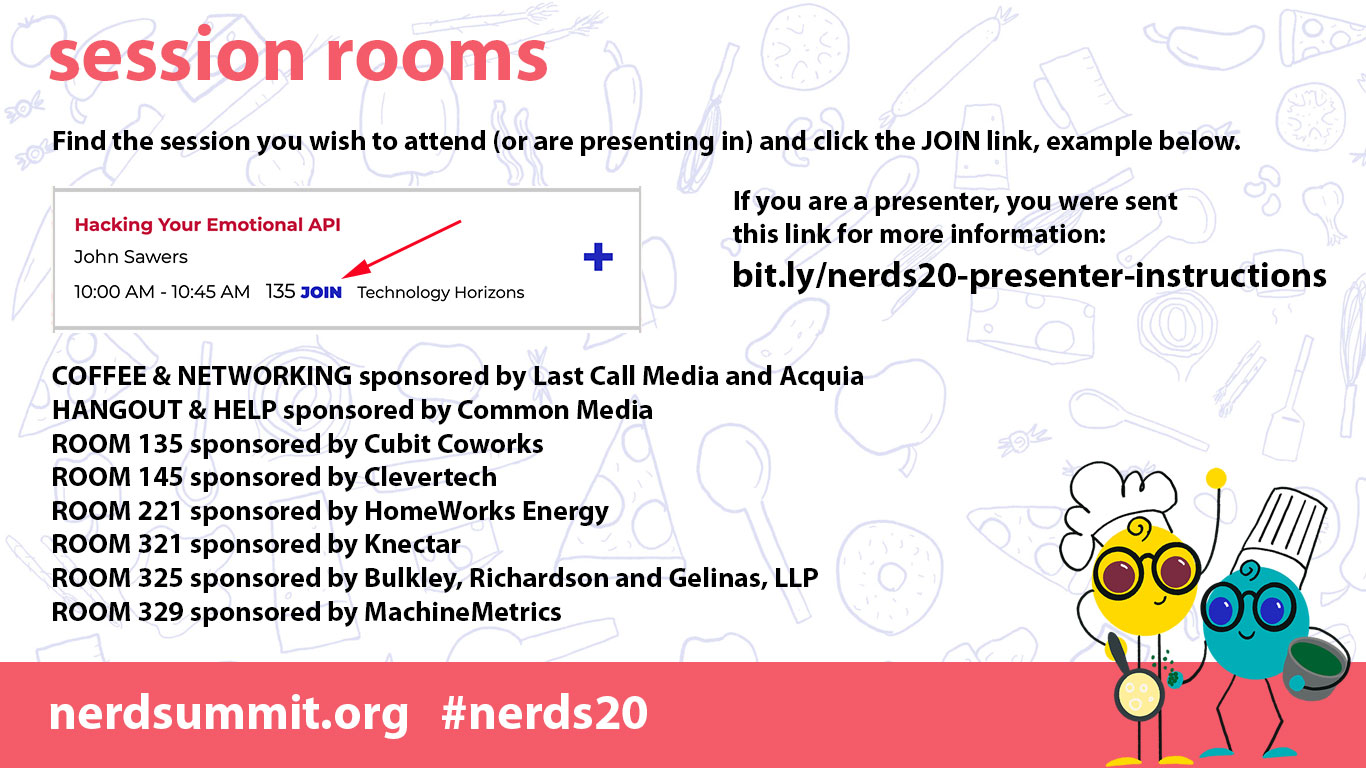 session rooms
Find the session you wish to attend (or are presenting in) and click the JOIN link, example below.
Hacking Your Emotional API
John Sawers
10:00 AM - 10:45 AM 135 JOIN Technology Horizons
If you are a presenter, you were sent
this link for more information:
bit.ly/nerds20-presenter-instructions
COFFEE & NETWORKING sponsored by Last Call Media and Acquia
HANGOUT & HELP sponsored by Common Media
ROOM 135 sponsored by Cubit Coworks
ROOM 145 sponsored by Clevertech
ROOM 221 sponsored by HomeWorks Energy
ROOM 321 sponsored by Knectar
ROOM 325 sponsored by Bulkley, Richardson and Gelinas, LLP
ROOM 329 sponsored by MachineMetrics
nerdsummit.org #nerds20